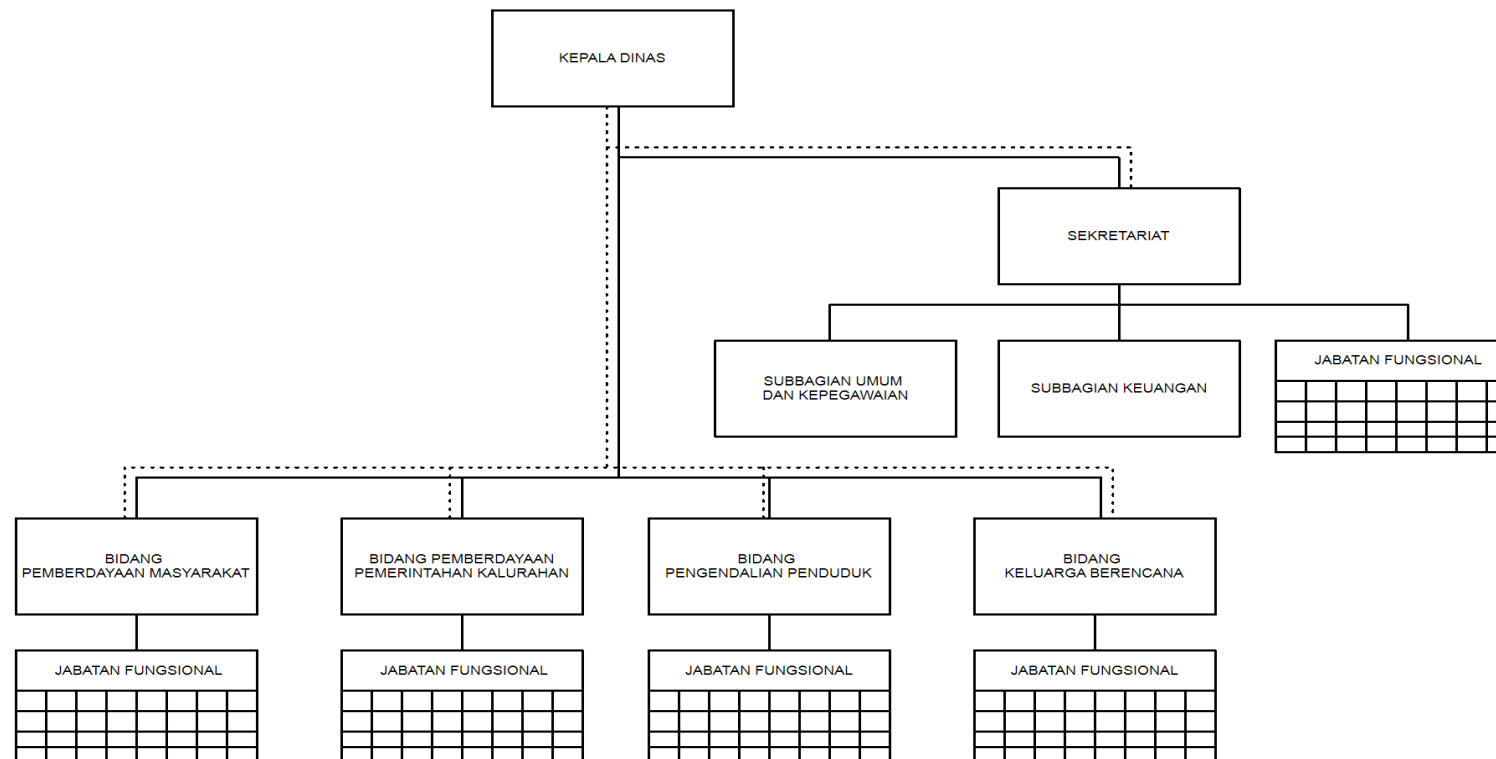 KEPALA DINAS
SEKRETARIAT
SUBBAGIAN UMUM
DAN KEPEGAWAIAN
SUBBAGIAN KEUANGAN
JABATAN FUNGSIONAL
BIDANG
PEMBERDAYAAN MASYARAKAT
BIDANG PEMBERDAYAAN
PEMERINTAHAN KALURAHAN
BIDANG
PENGENDALIAN PENDUDUK
BIDANG
KELUARGA BERENCANA
JABATAN FUNGSIONAL
JABATAN FUNGSIONAL
JABATAN FUNGSIONAL
JABATAN FUNGSIONAL